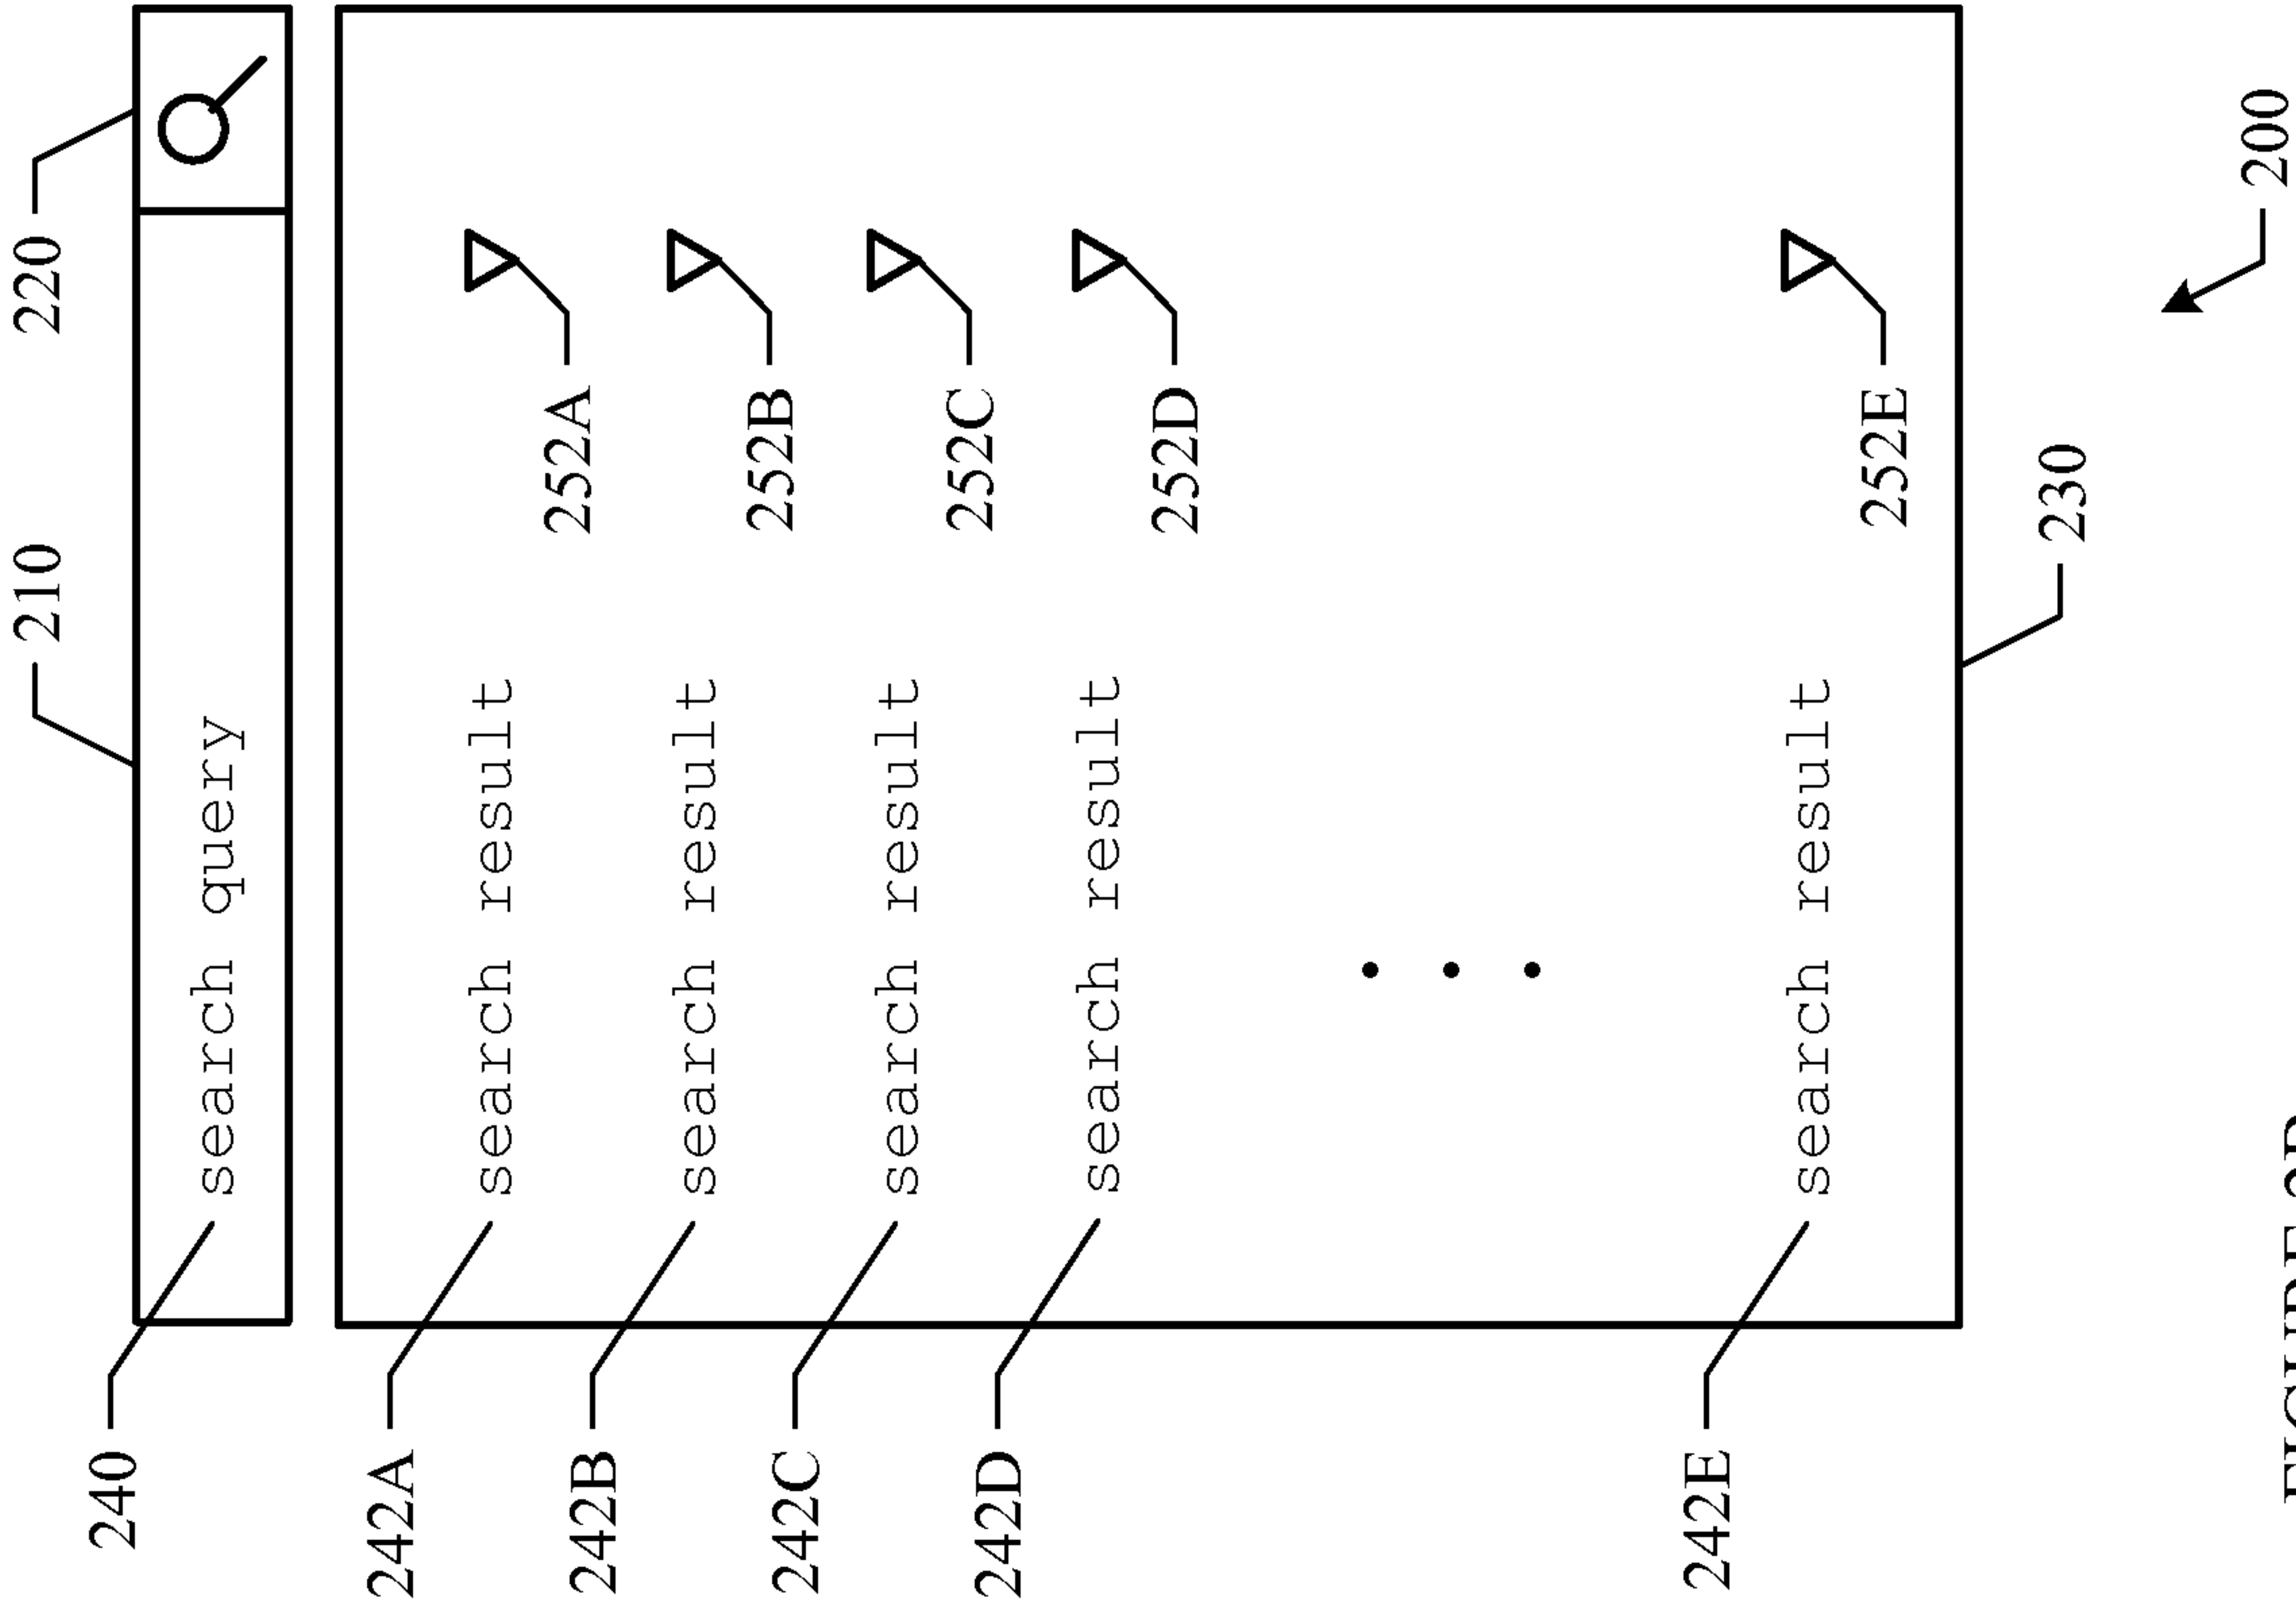 210 220
240
search query
242A
search result
252A
242B
search result
252B
242C
search result
252C
242D
search result
252D
242E
search result
252E
230
200
FIGURE